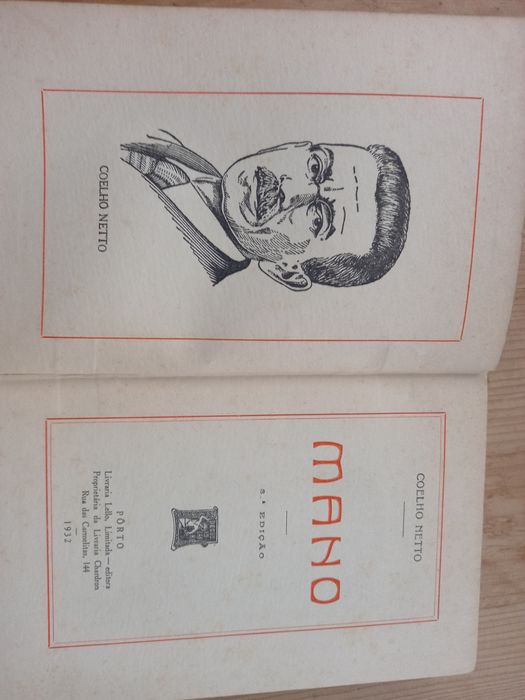 COELHO NETTO
COELHO NETTO
MANO
3.ª EDIÇÃO
PÔRTO
Livraria Lello, Limitada — editora
Proprietária da Livraria Chardron
Rua das Carmelitas, 144
1932